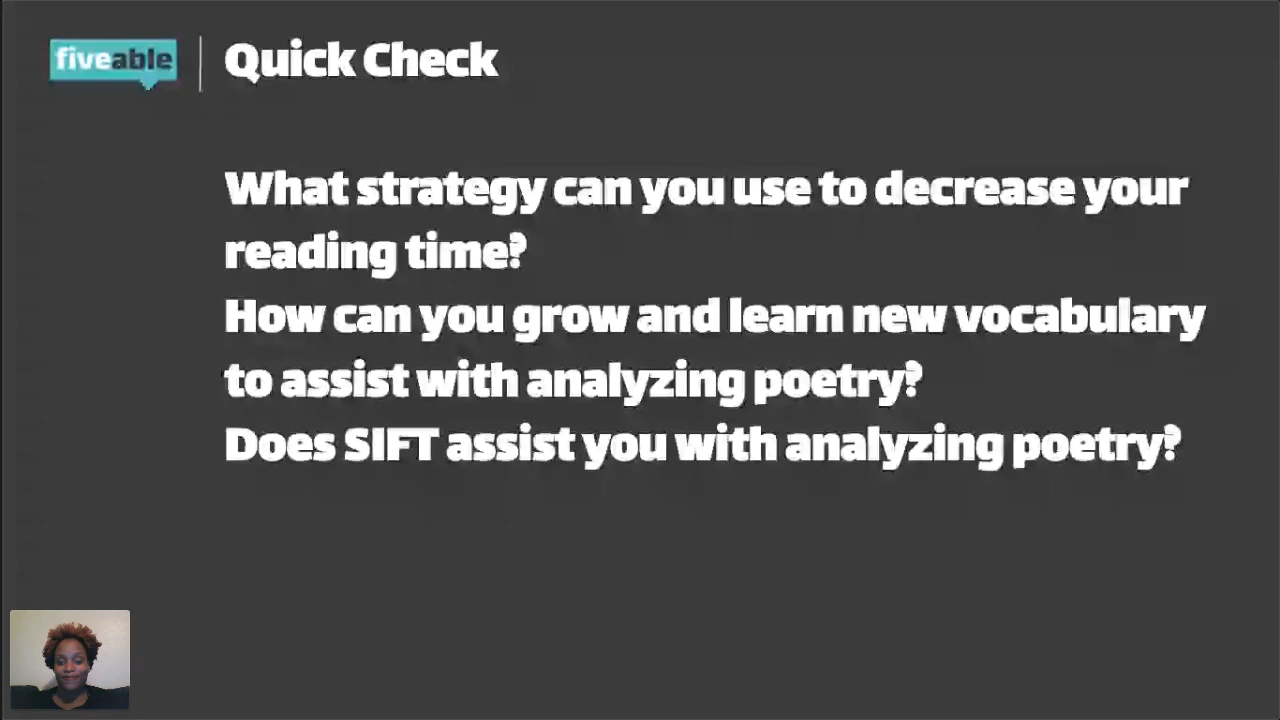 fiveable
Quick Check
What strategy can you use to decrease your
reading time?
How can you grow and learn new vocabulary
to assist with analyzing poetry?
Does SIFT assist you with analyzing poetry?